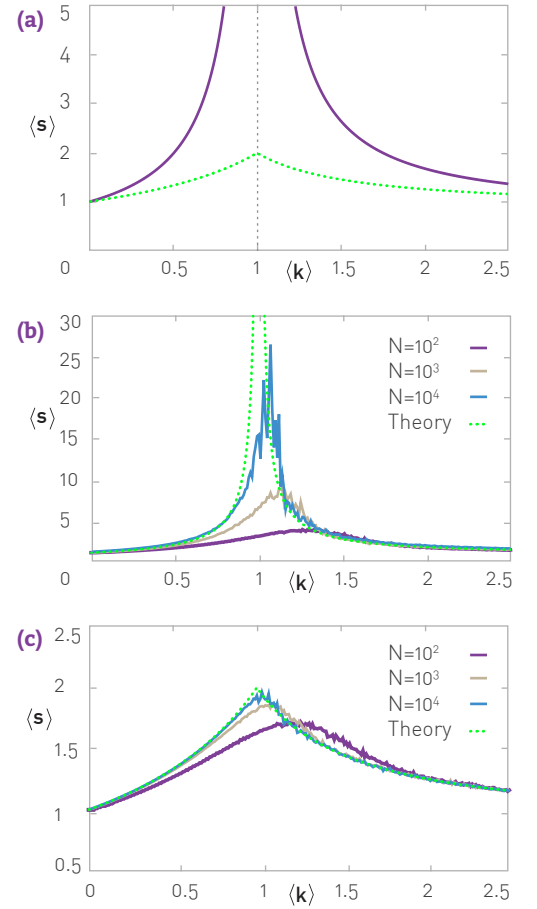 (a)
5
4
3
⟨s⟩
2
1
0 0.5 1 ⟨k⟩ 1.5 2 2.5
(b)
30
N=10²
25
N=10³
20
N=10⁴
⟨s⟩
Theory
15
10
5
0 0.5 1 ⟨k⟩ 1.5 2 2.5
(c)
2.5
N=10²
N=10³
2
N=10⁴
⟨s⟩
Theory
1.5
1
0.5
0 0.5 1 ⟨k⟩ 1.5 2 2.5